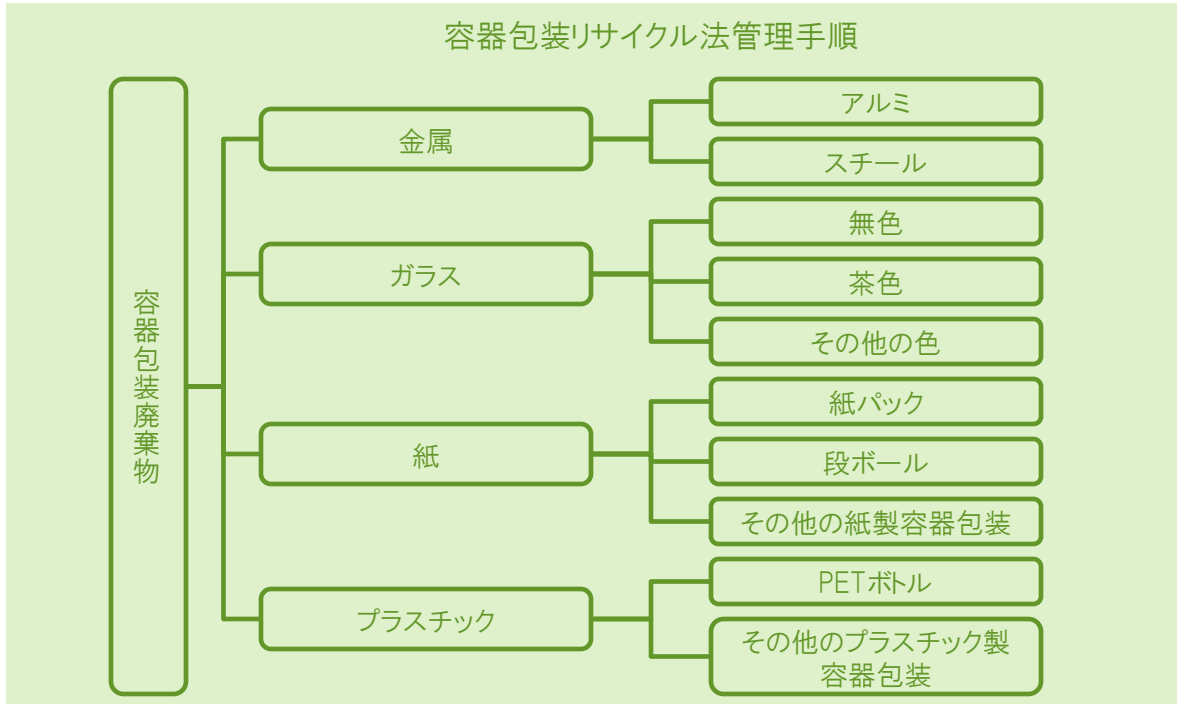 容器包装リサイクル法管理手順
容器包装廃棄物
金属
アルミ
スチール
ガラス
無色
茶色
その他の色
紙
紙パック
段ボール
その他の紙製容器包装
プラスチック
PETボトル
その他のプラスチック製
容器包装